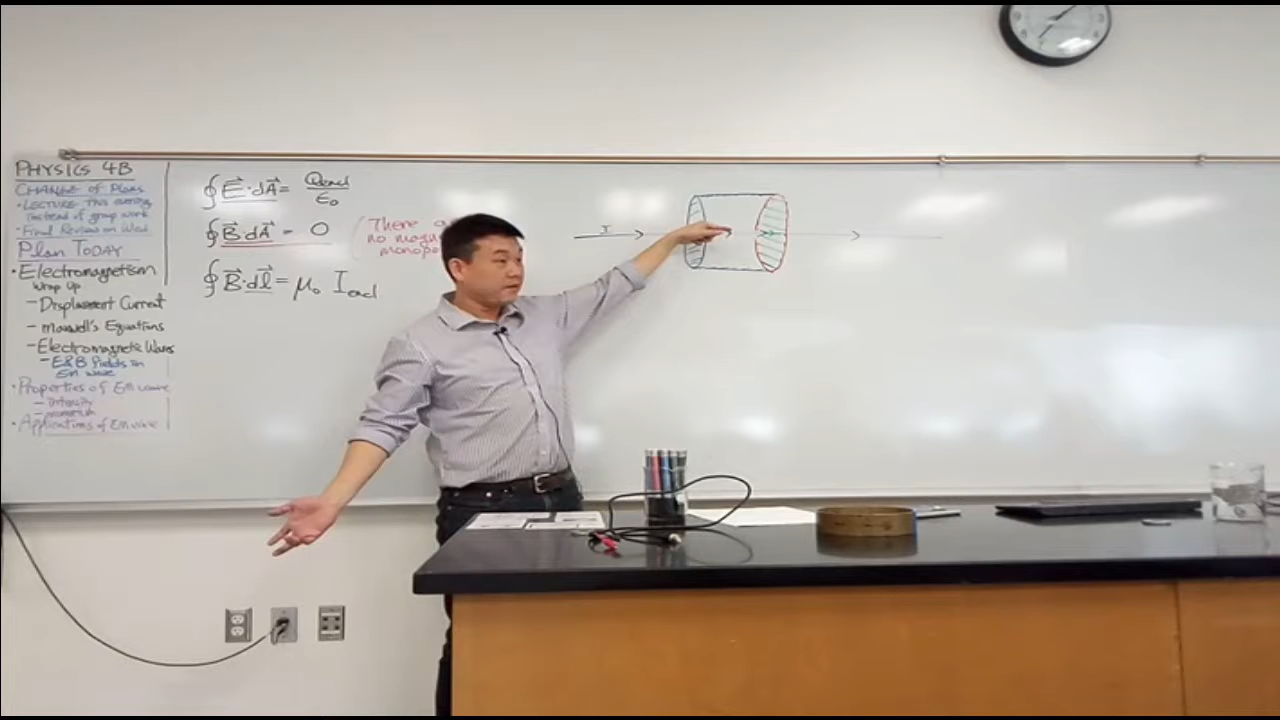 PHYSICS 4B
CHANGE of Plans
• LECTURE this evening
instead of group work
• Final Review on Wed
Plan TODAY
• Electromagnetism
Wrap Up
- Displacement Current
- Maxwell's Equations
- Electromagnetic Waves
- E&B fields in
EM wave
• Properties of EM wave
- intensity
- momentum
• Applications of EM wave
∮ E⃗·dA⃗ = Qencl/ε₀
∮ B⃗·dA⃗ = 0
(There
no
∮ B⃗·dl⃗ = μ₀ Iencl
I